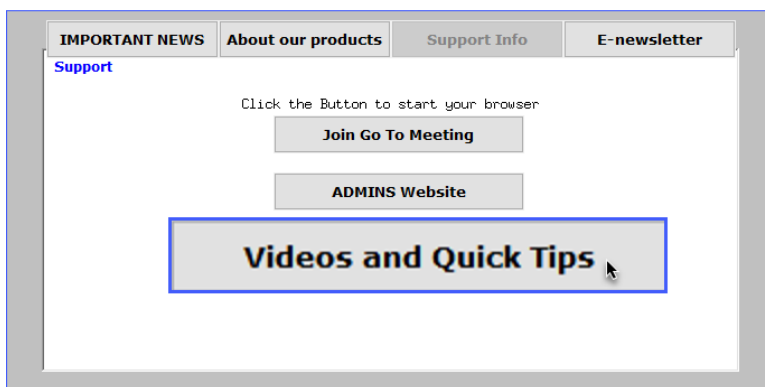 IMPORTANT NEWS About our products Support Info E-newsletter
Support
Click the Button to start your browser
Join Go To Meeting
ADMINS Website
Videos and Quick Tips